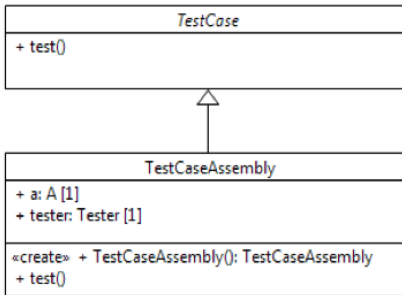 TestCase
+ test()
TestCaseAssembly
+ a: A [1]
+ tester: Tester [1]
«create» + TestCaseAssembly(): TestCaseAssembly
+ test()